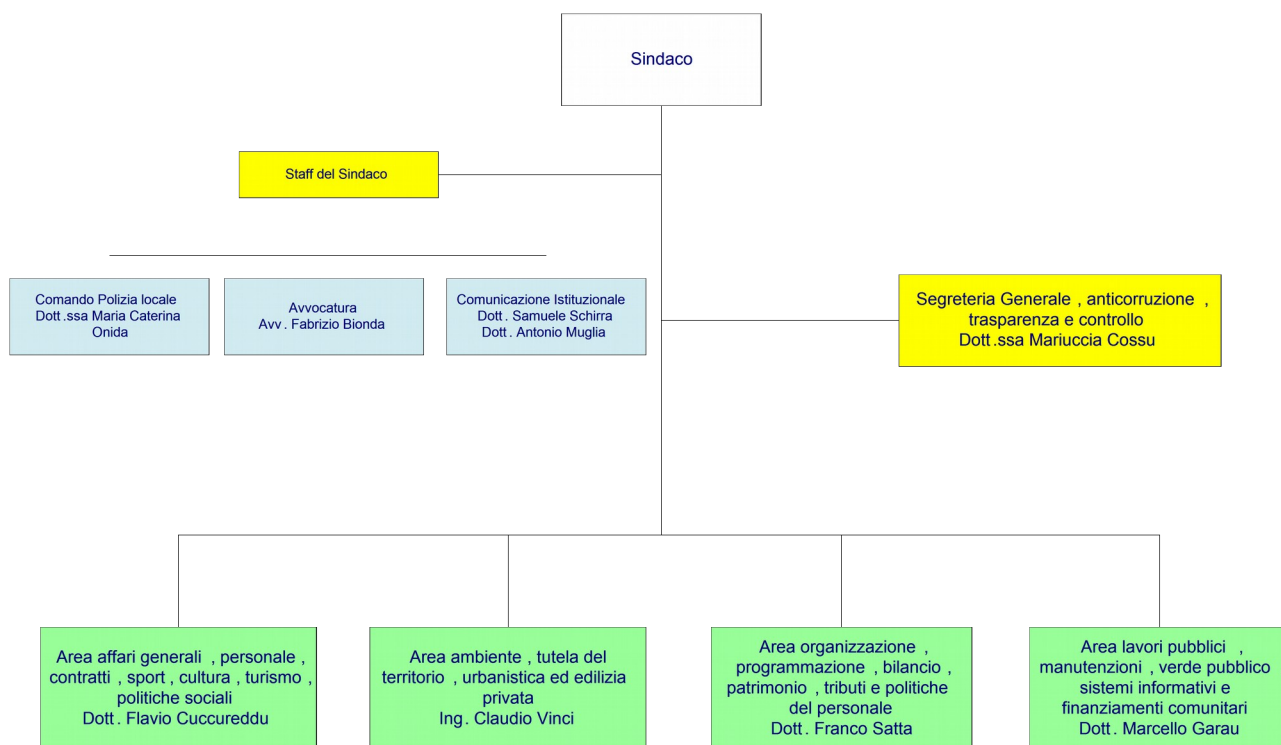 Sindaco
Staff del Sindaco
Comando Polizia locale
Dott .ssa Maria Caterina
Onida
Avvocatura
Avv . Fabrizio Bionda
Comunicazione Istituzionale
Dott . Samuele Schirra
Dott . Antonio Muglia
Segreteria Generale , anticorruzione ,
trasparenza e controllo
Dott .ssa Mariuccia Cossu
Area affari generali , personale ,
contratti , sport , cultura , turismo ,
politiche sociali
Dott . Flavio Cuccureddu
Area ambiente , tutela del
territorio , urbanistica ed edilizia
privata
Ing . Claudio Vinci
Area organizzazione ,
programmazione , bilancio ,
patrimonio , tributi e politiche
del personale
Dott . Franco Satta
Area lavori pubblici ,
manutenzioni , verde pubblico
sistemi informativi e
finanziamenti comunitari
Dott . Marcello Garau